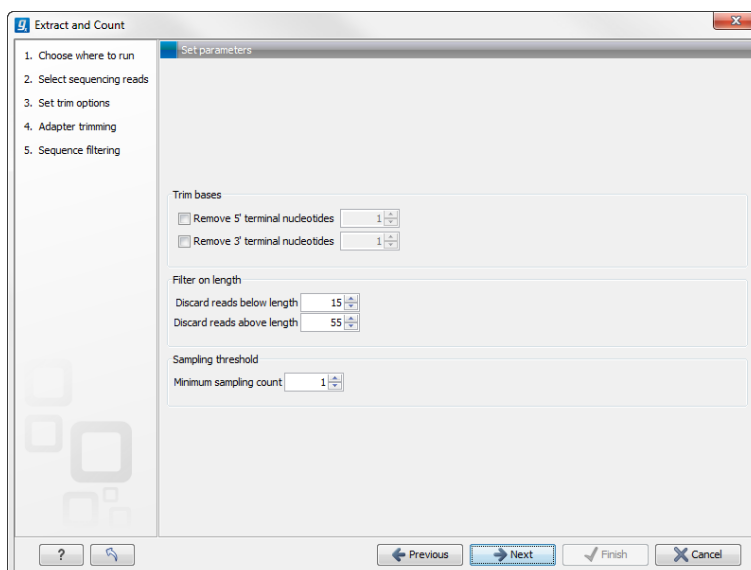 Extract and Count
1. Choose where to run
2. Select sequencing reads
3. Set trim options
4. Adapter trimming
5. Sequence filtering
Set parameters
Trim bases
Remove 5' terminal nucleotides 1
Remove 3' terminal nucleotides 1
Filter on length
Discard reads below length 15
Discard reads above length 55
Sampling threshold
Minimum sampling count 1
? Previous Next Finish Cancel